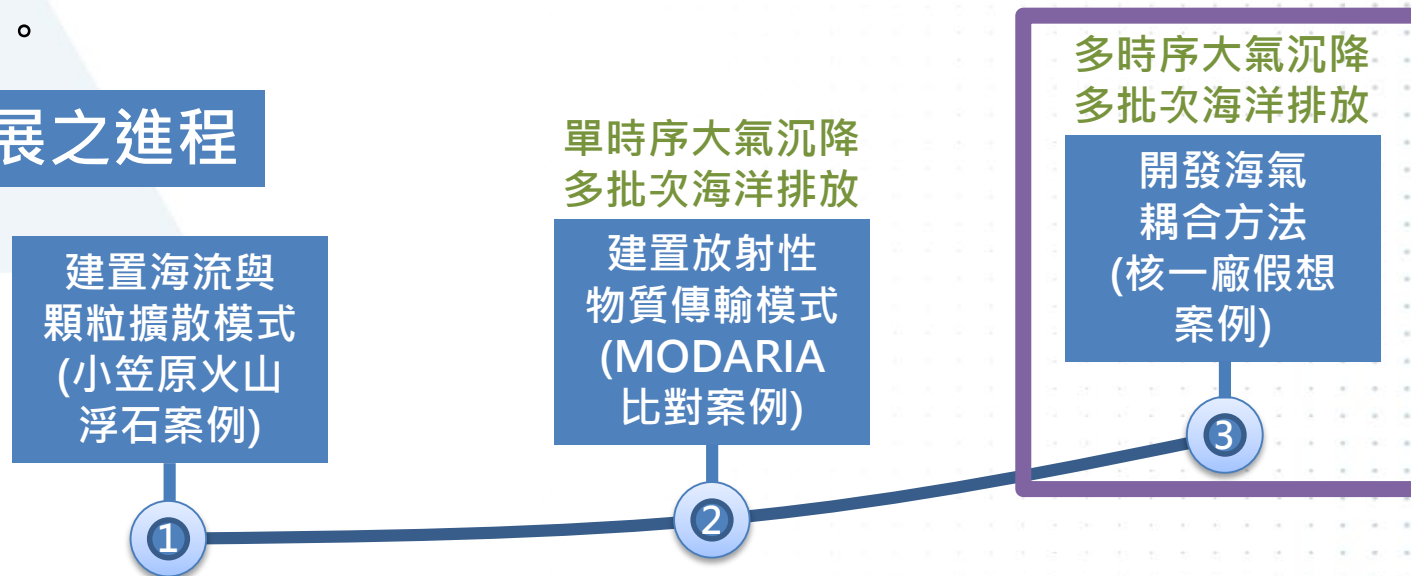 。
展之進程
建置海流與
顆粒擴散模式
(小笠原火山
浮石案例)
1
單時序大氣沉降
多批次海洋排放
建置放射性
物質傳輸模式
(MODARIA
比對案例)
2
多時序大氣沉降
多批次海洋排放
開發海氣
耦合方法
(核一廠假想
案例)
3